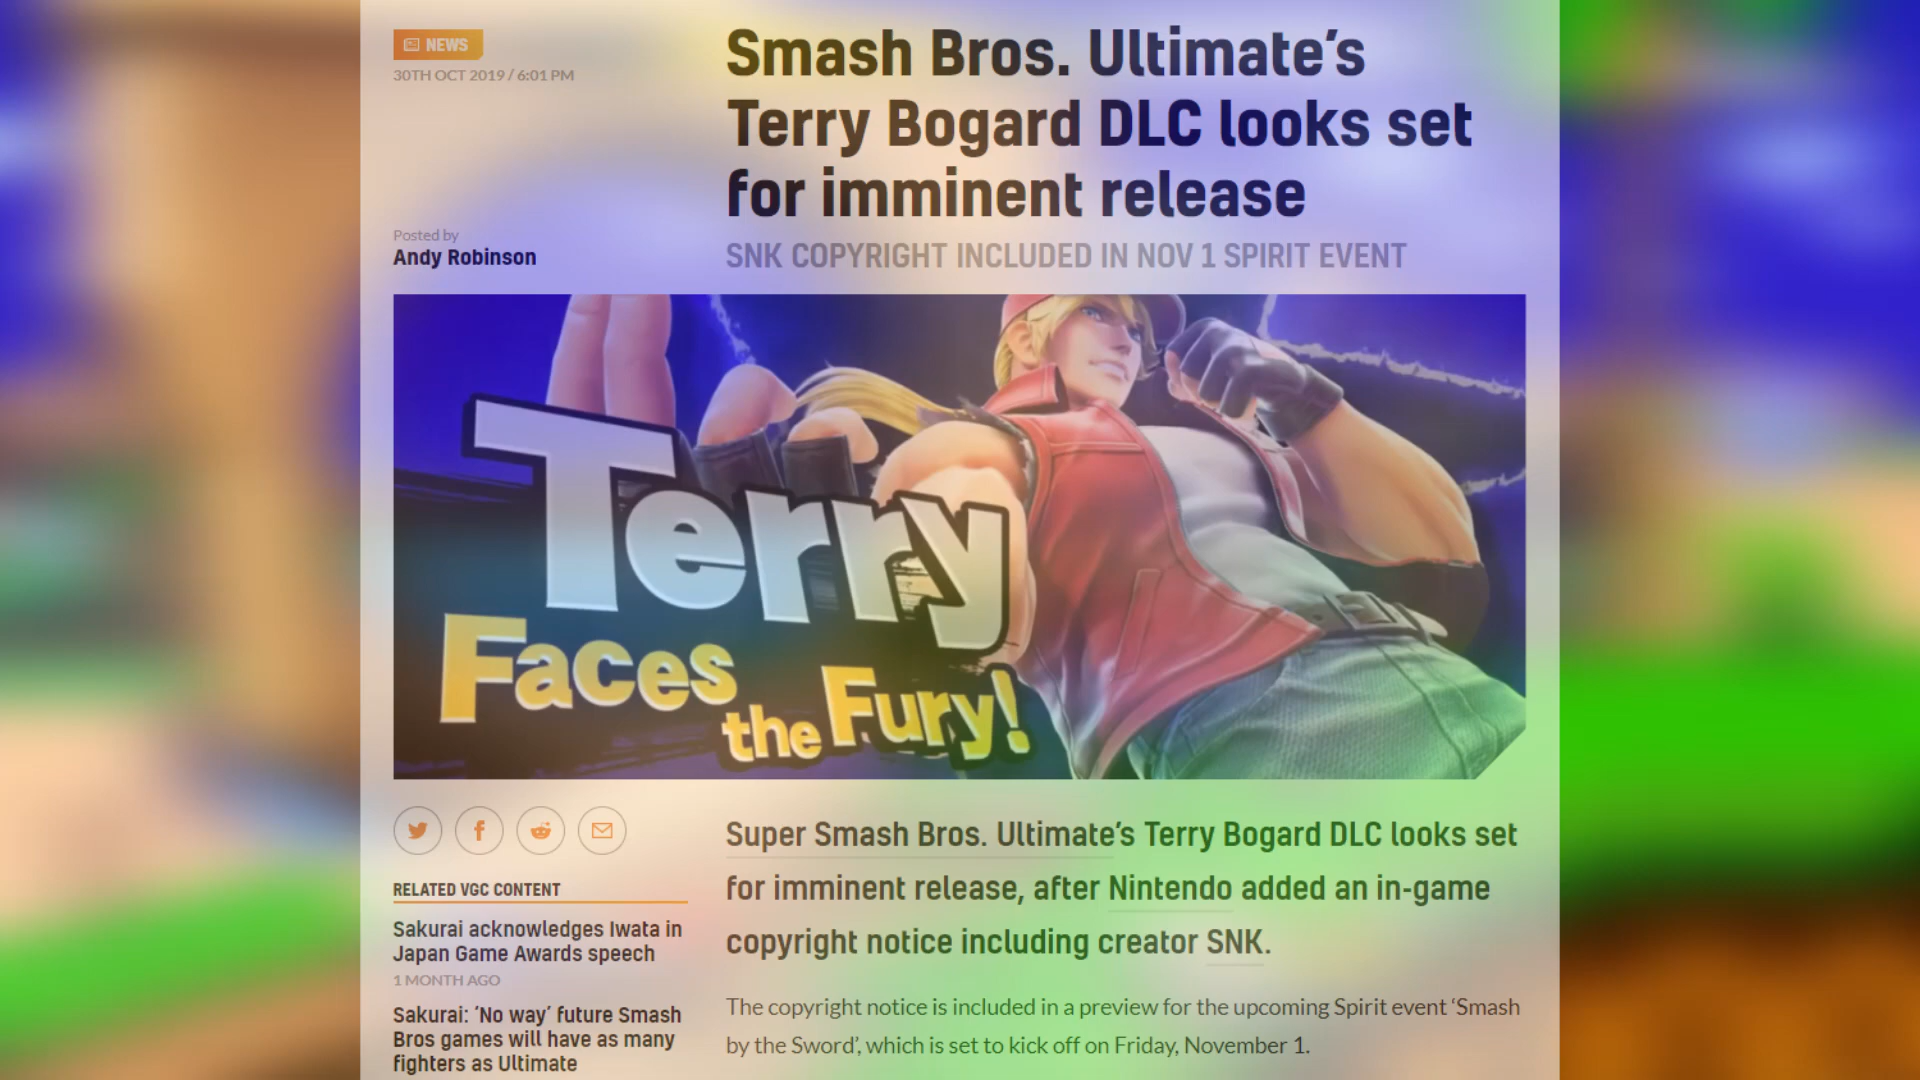 NEWS
30TH OCT 2019 / 6:01 PM
Smash Bros. Ultimate’s
Terry Bogard DLC looks set
for imminent release
Posted by
Andy Robinson
SNK COPYRIGHT INCLUDED IN NOV 1 SPIRIT EVENT
Terry
Faces
the Fury!
RELATED VGC CONTENT
Sakurai acknowledges Iwata in
Japan Game Awards speech
1 MONTH AGO
Sakurai: ‘No way’ future Smash
Bros games will have as many
fighters as Ultimate
Super Smash Bros. Ultimate’s Terry Bogard DLC looks set
for imminent release, after Nintendo added an in-game
copyright notice including creator SNK.
The copyright notice is included in a preview for the upcoming Spirit event ‘Smash
by the Sword’, which is set to kick off on Friday, November 1.